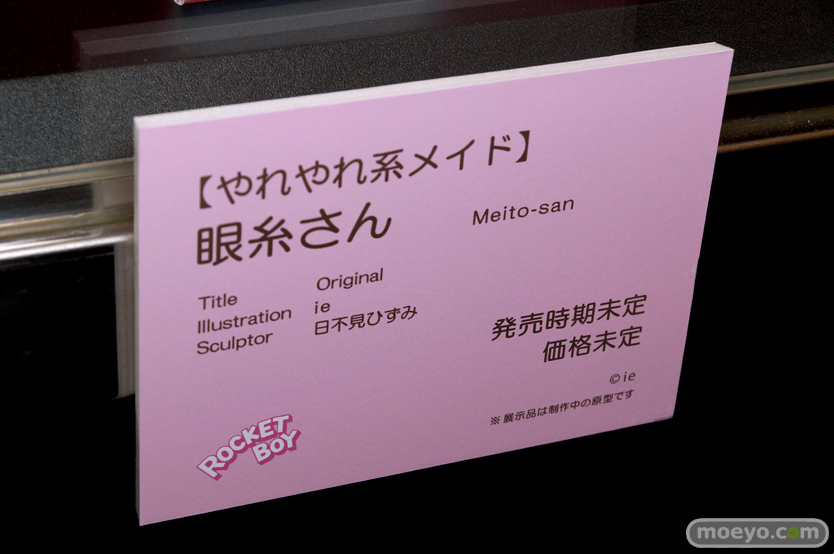 【やれやれ系メイド】
眼糸さん Meito-san
Title Original
Illustration ie
Sculptor 日不見ひずみ
発売時期未定
価格未定
©ie
※展示品は制作中の原型です
ROCKET
BOY
moeyo.com